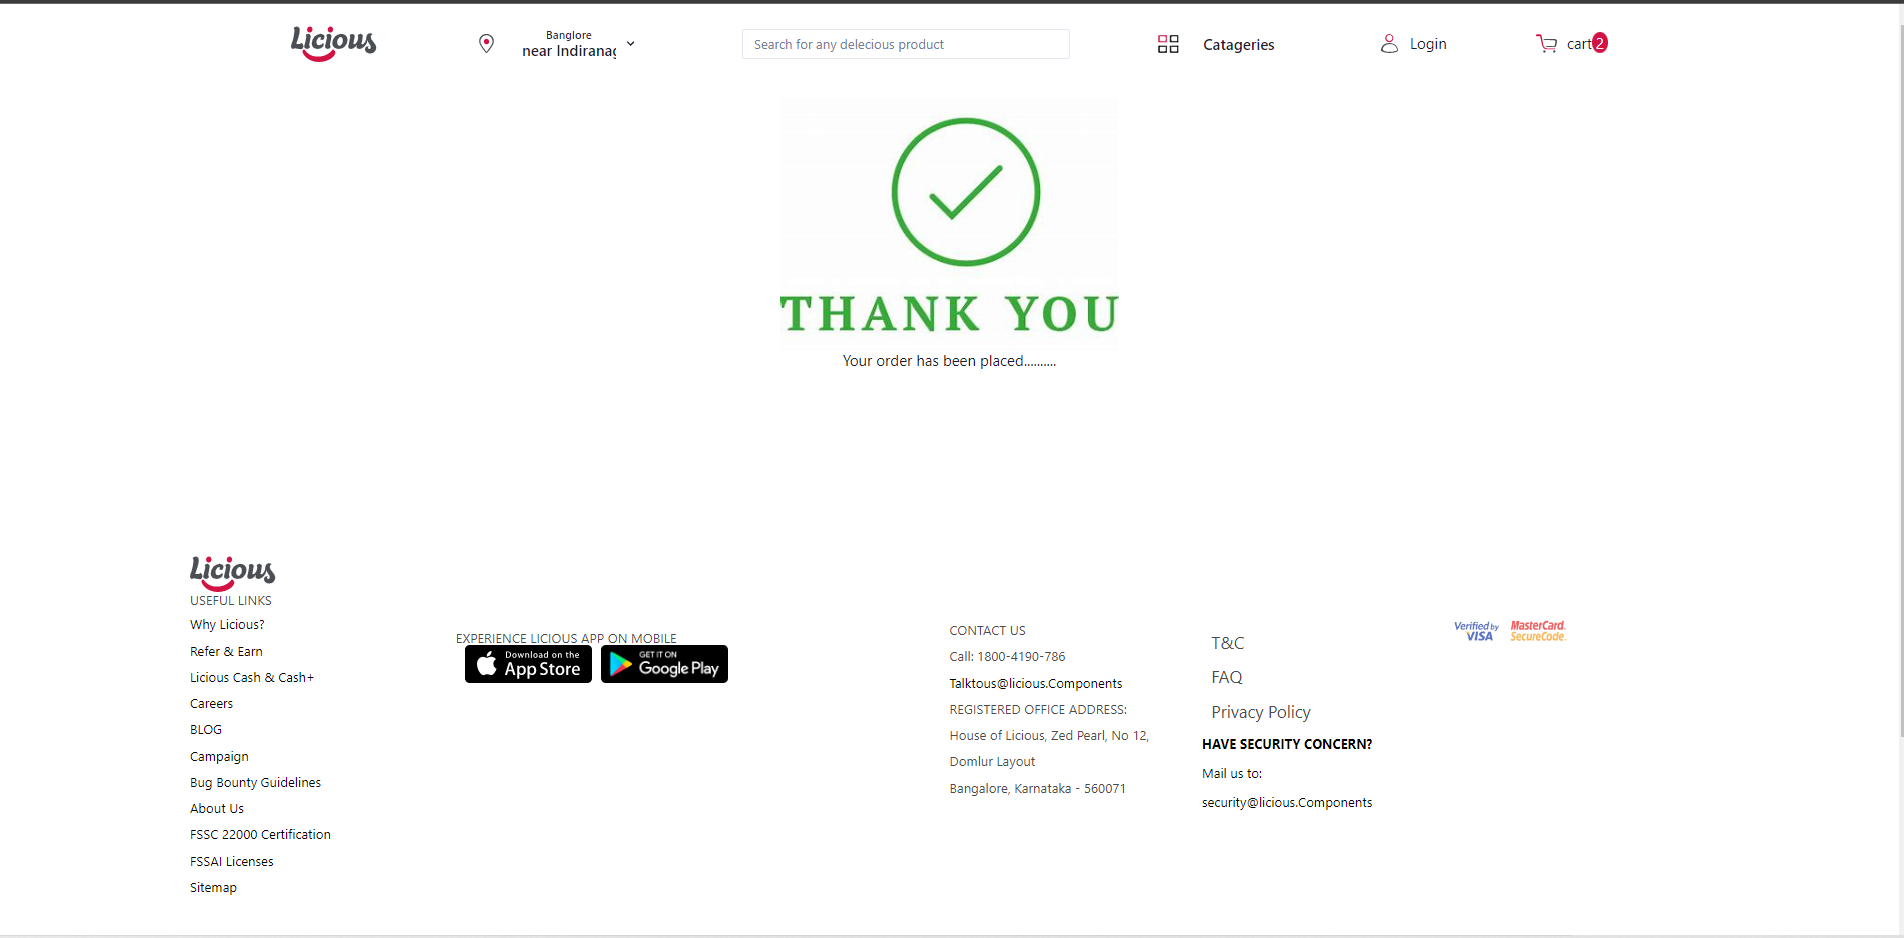 Licious
Banglore
near Indiranag
Search for any delecious product
Catageries
Login
cart 2
THANK YOU
Your order has been placed..........
Licious
USEFUL LINKS
Why Licious?
Refer & Earn
Licious Cash & Cash+
Careers
BLOG
Campaign
Bug Bounty Guidelines
About Us
FSSC 22000 Certification
FSSAI Licenses
Sitemap
EXPERIENCE LICIOUS APP ON MOBILE
Download on the
App Store
GET IT ON
Google Play
CONTACT US
Call: 1800-4190-786
Talktous@licious.Components
REGISTERED OFFICE ADDRESS:
House of Licious, Zed Pearl, No 12,
Domlur Layout
Bangalore, Karnataka - 560071
T&C
FAQ
Privacy Policy
HAVE SECURITY CONCERN?
Mail us to:
security@licious.Components
Verified by
VISA
MasterCard.
SecureCode.